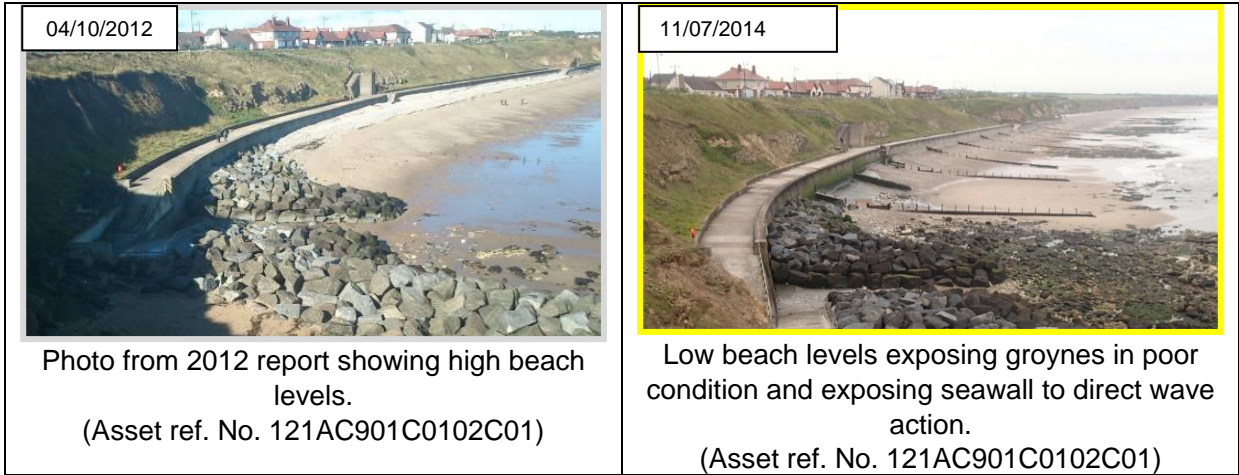 04/10/2012
Photo from 2012 report showing high beach
levels.
(Asset ref. No. 121AC901C0102C01)
11/07/2014
Low beach levels exposing groynes in poor
condition and exposing seawall to direct wave
action.
(Asset ref. No. 121AC901C0102C01)